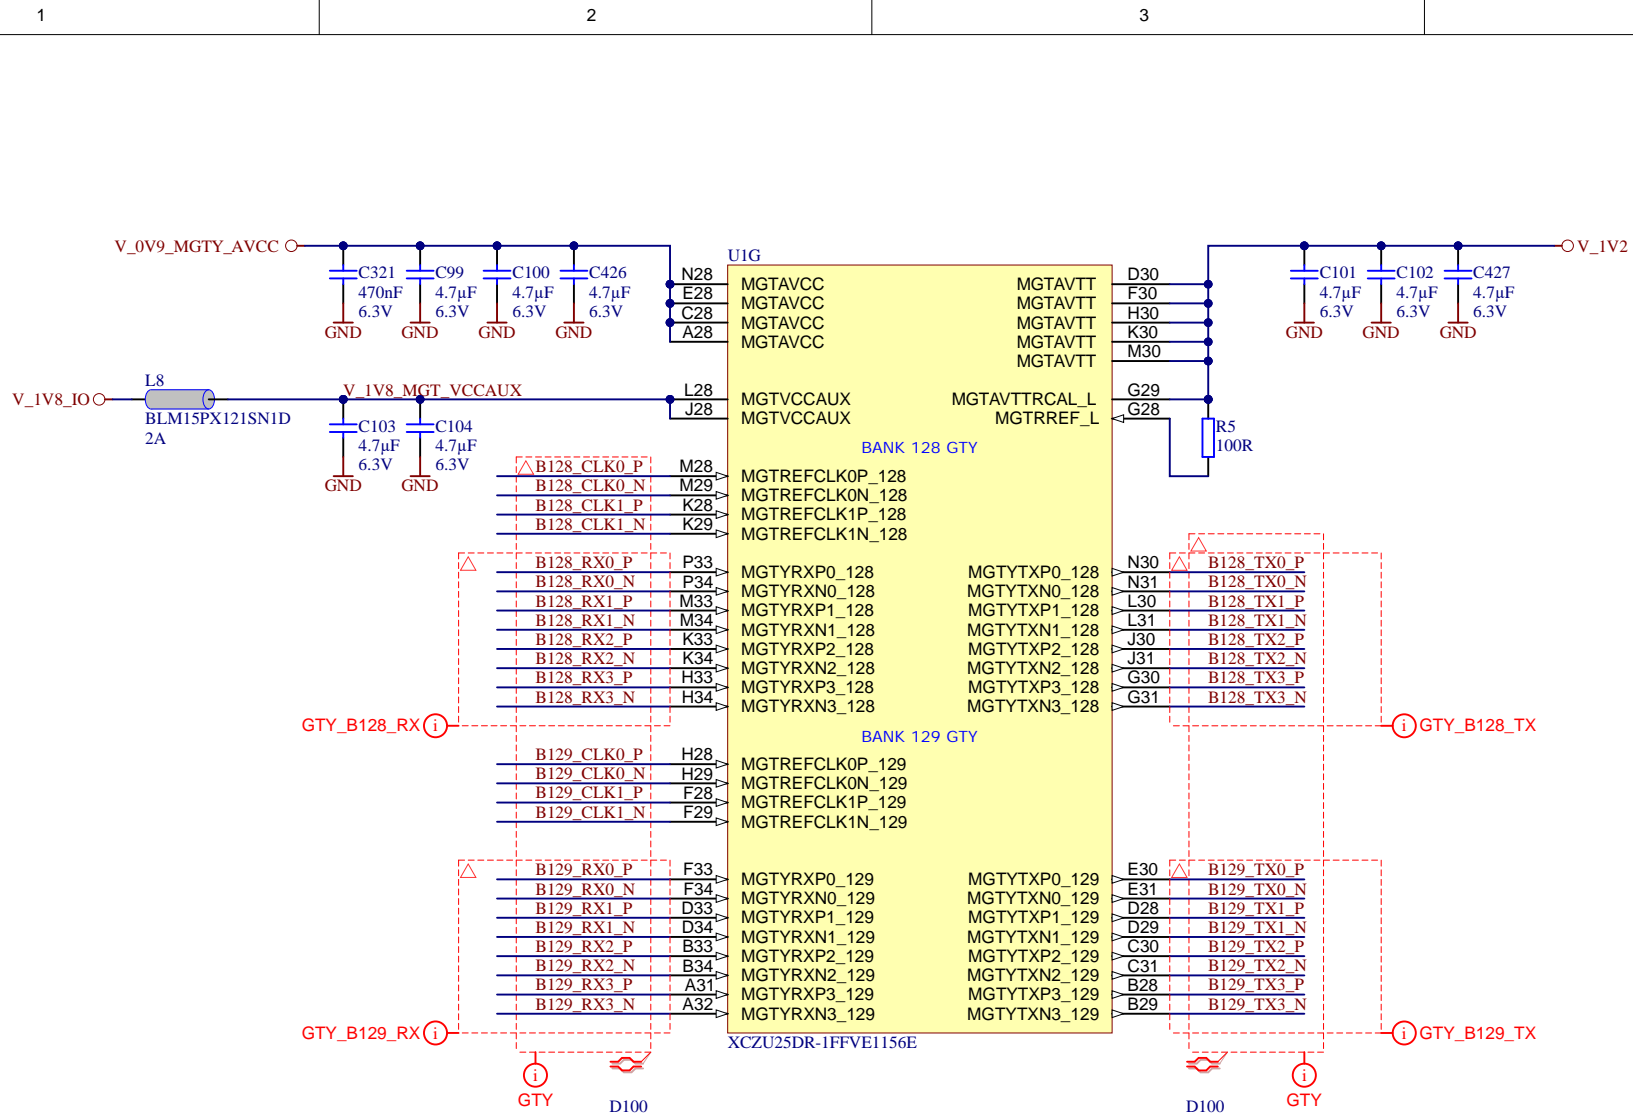 1 2 3
V_0V9_MGTY_AVCC
C321 470nF 6.3V GND
C99 4.7µF 6.3V GND
C100 4.7µF 6.3V GND
C426 4.7µF 6.3V GND
U1G
V_1V2
C101 4.7µF 6.3V GND
C102 4.7µF 6.3V GND
C427 4.7µF 6.3V GND
N28 MGTAVCC MGTAVTT D30
E28 MGTAVCC MGTAVTT F30
C28 MGTAVCC MGTAVTT H30
A28 MGTAVCC MGTAVTT K30
MGTAVTT M30
V_1V8_IO
L8
BLM15PX121SN1D
2A
V_1V8_MGT_VCCAUX
C103 4.7µF 6.3V GND
C104 4.7µF 6.3V GND
L28 MGTVCCAUX MGTAVTTRCAL_L G29
J28 MGTVCCAUX MGTRREF_L G28
R5
100R
BANK 128 GTY
B128_CLK0_P M28 MGTREFCLK0P_128
B128_CLK0_N M29 MGTREFCLK0N_128
B128_CLK1_P K28 MGTREFCLK1P_128
B128_CLK1_N K29 MGTREFCLK1N_128
B128_RX0_P P33 MGTYRXP0_128 MGTYTXP0_128 N30 B128_TX0_P
B128_RX0_N P34 MGTYRXN0_128 MGTYTXN0_128 N31 B128_TX0_N
B128_RX1_P M33 MGTYRXP1_128 MGTYTXP1_128 L30 B128_TX1_P
B128_RX1_N M34 MGTYRXN1_128 MGTYTXN1_128 L31 B128_TX1_N
B128_RX2_P K33 MGTYRXP2_128 MGTYTXP2_128 J30 B128_TX2_P
B128_RX2_N K34 MGTYRXN2_128 MGTYTXN2_128 J31 B128_TX2_N
B128_RX3_P H33 MGTYRXP3_128 MGTYTXP3_128 G30 B128_TX3_P
B128_RX3_N H34 MGTYRXN3_128 MGTYTXN3_128 G31 B128_TX3_N
GTY_B128_RX i i GTY_B128_TX
BANK 129 GTY
B129_CLK0_P H28 MGTREFCLK0P_129
B129_CLK0_N H29 MGTREFCLK0N_129
B129_CLK1_P F28 MGTREFCLK1P_129
B129_CLK1_N F29 MGTREFCLK1N_129
B129_RX0_P F33 MGTYRXP0_129 MGTYTXP0_129 E30 B129_TX0_P
B129_RX0_N F34 MGTYRXN0_129 MGTYTXN0_129 E31 B129_TX0_N
B129_RX1_P D33 MGTYRXP1_129 MGTYTXP1_129 D28 B129_TX1_P
B129_RX1_N D34 MGTYRXN1_129 MGTYTXN1_129 D29 B129_TX1_N
B129_RX2_P B33 MGTYRXP2_129 MGTYTXP2_129 C30 B129_TX2_P
B129_RX2_N B34 MGTYRXN2_129 MGTYTXN2_129 C31 B129_TX2_N
B129_RX3_P A31 MGTYRXP3_129 MGTYTXP3_129 B28 B129_TX3_P
B129_RX3_N A32 MGTYRXN3_129 MGTYTXN3_129 B29 B129_TX3_N
GTY_B129_RX i i GTY_B129_TX
XCZU25DR-1FFVE1156E
i i
GTY D100 D100 GTY